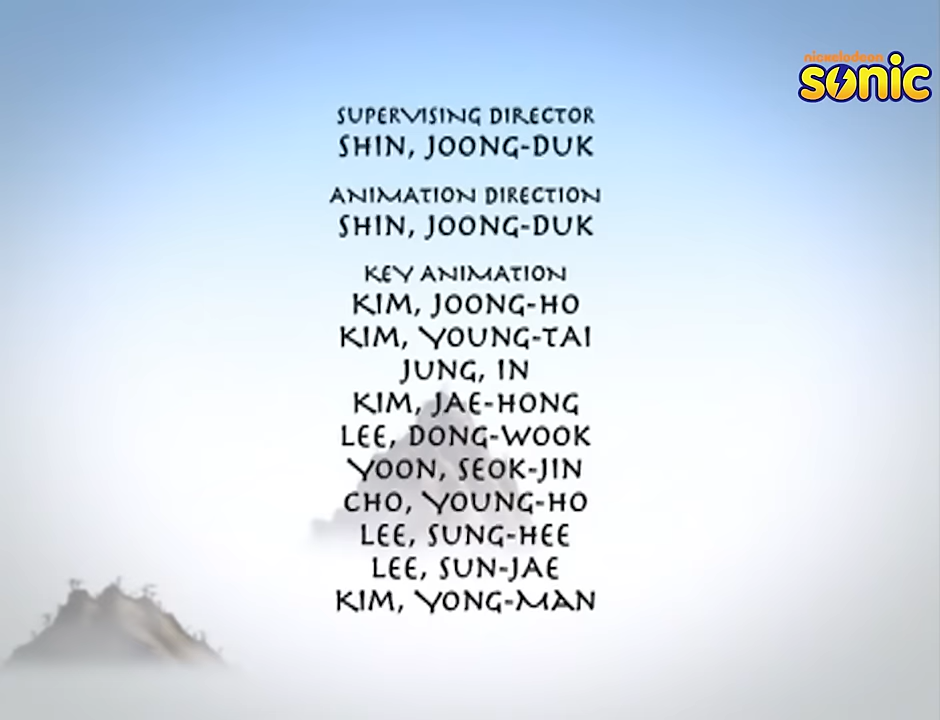 nickelodeon
sonic
SUPERVISING DIRECTOR
SHIN, JOONG-DUK
ANIMATION DIRECTION
SHIN, JOONG-DUK
KEY ANIMATION
KIM, JOONG-HO
KIM, YOUNG-TAI
JUNG, IN
KIM, JAE-HONG
LEE, DONG-WOOK
YOON, SEOK-JIN
CHO, YOUNG-HO
LEE, SUNG-HEE
LEE, SUN-JAE
KIM, YONG-MAN